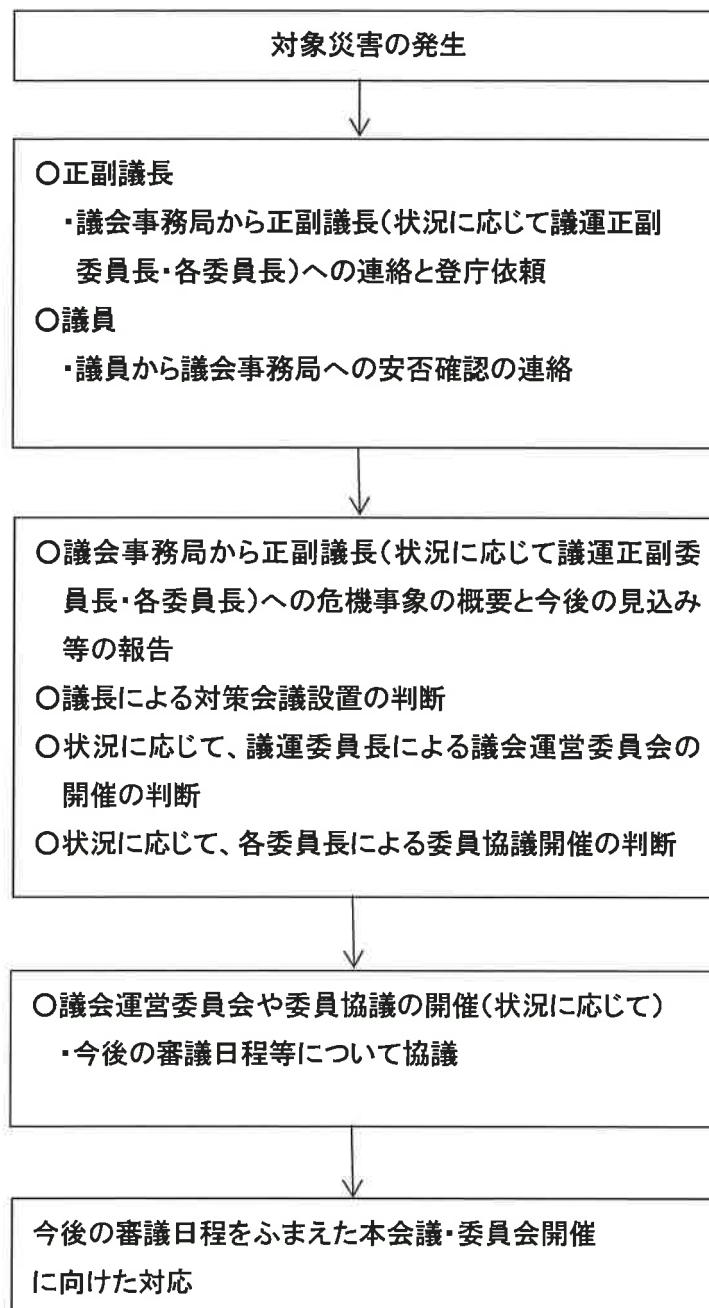 対象災害の発生
○正副議長
・議会事務局から正副議長(状況に応じて議運正副
委員長・各委員長)への連絡と登庁依頼
○議員
・議員から議会事務局への安否確認の連絡
○議会事務局から正副議長(状況に応じて議運正副委
員長・各委員長)への危機事象の概要と今後の見込み
等の報告
○議長による対策会議設置の判断
○状況に応じて、議運委員長による議会運営委員会の
開催の判断
○状況に応じて、各委員長による委員協議開催の判断
○議会運営委員会や委員協議の開催(状況に応じて)
・今後の審議日程等について協議
今後の審議日程をふまえた本会議・委員会開催
に向けた対応